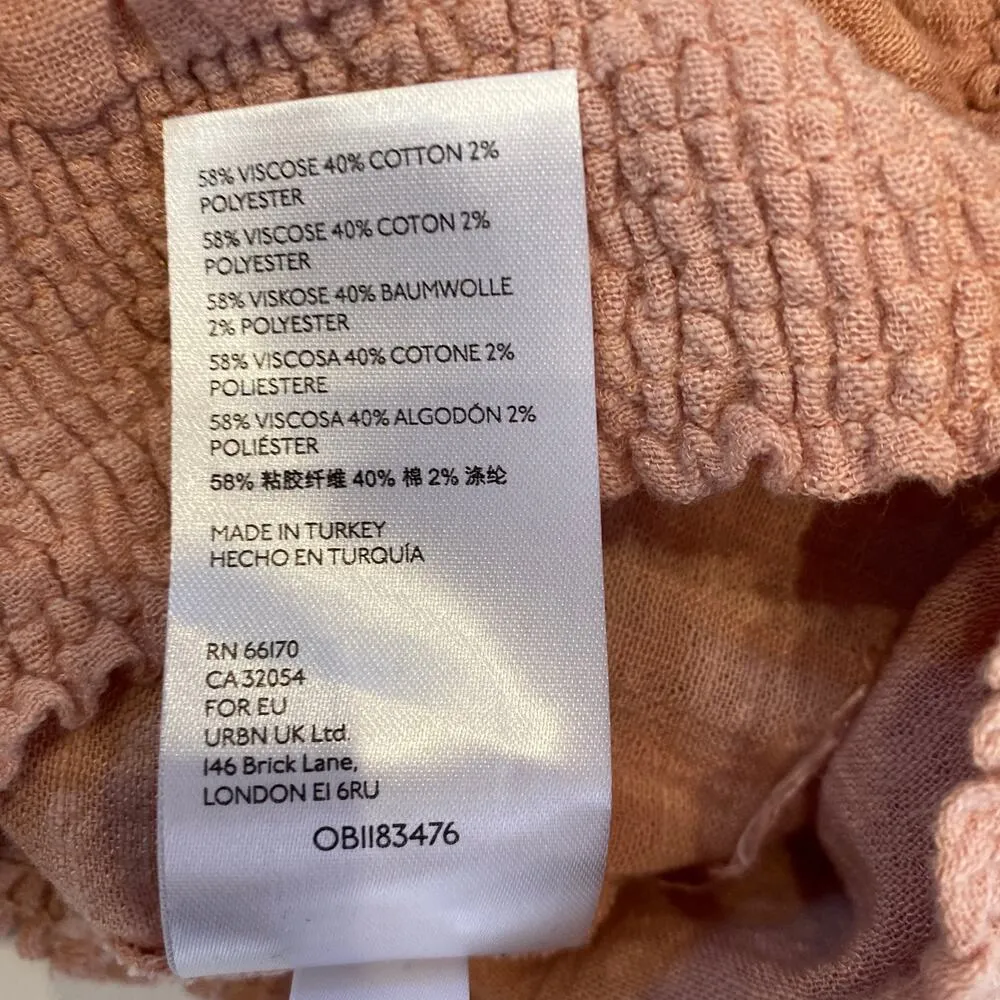 58% VISCOSE 40% COTTON 2%
POLYESTER
58% VISCOSE 40% COTON 2%
POLYESTER
58% VISKOSE 40% BAUMWOLLE
2% POLYESTER
58% VISCOSA 40% COTONE 2%
POLIESTERE
58% VISCOSA 40% ALGODÓN 2%
POLIÉSTER
58% 粘胶纤维 40% 棉 2% 涤纶
MADE IN TURKEY
HECHO EN TURQUÍA
RN 66170
CA 32054
FOR EU
URBN UK Ltd.
146 Brick Lane,
LONDON E1 6RU
OB1183476